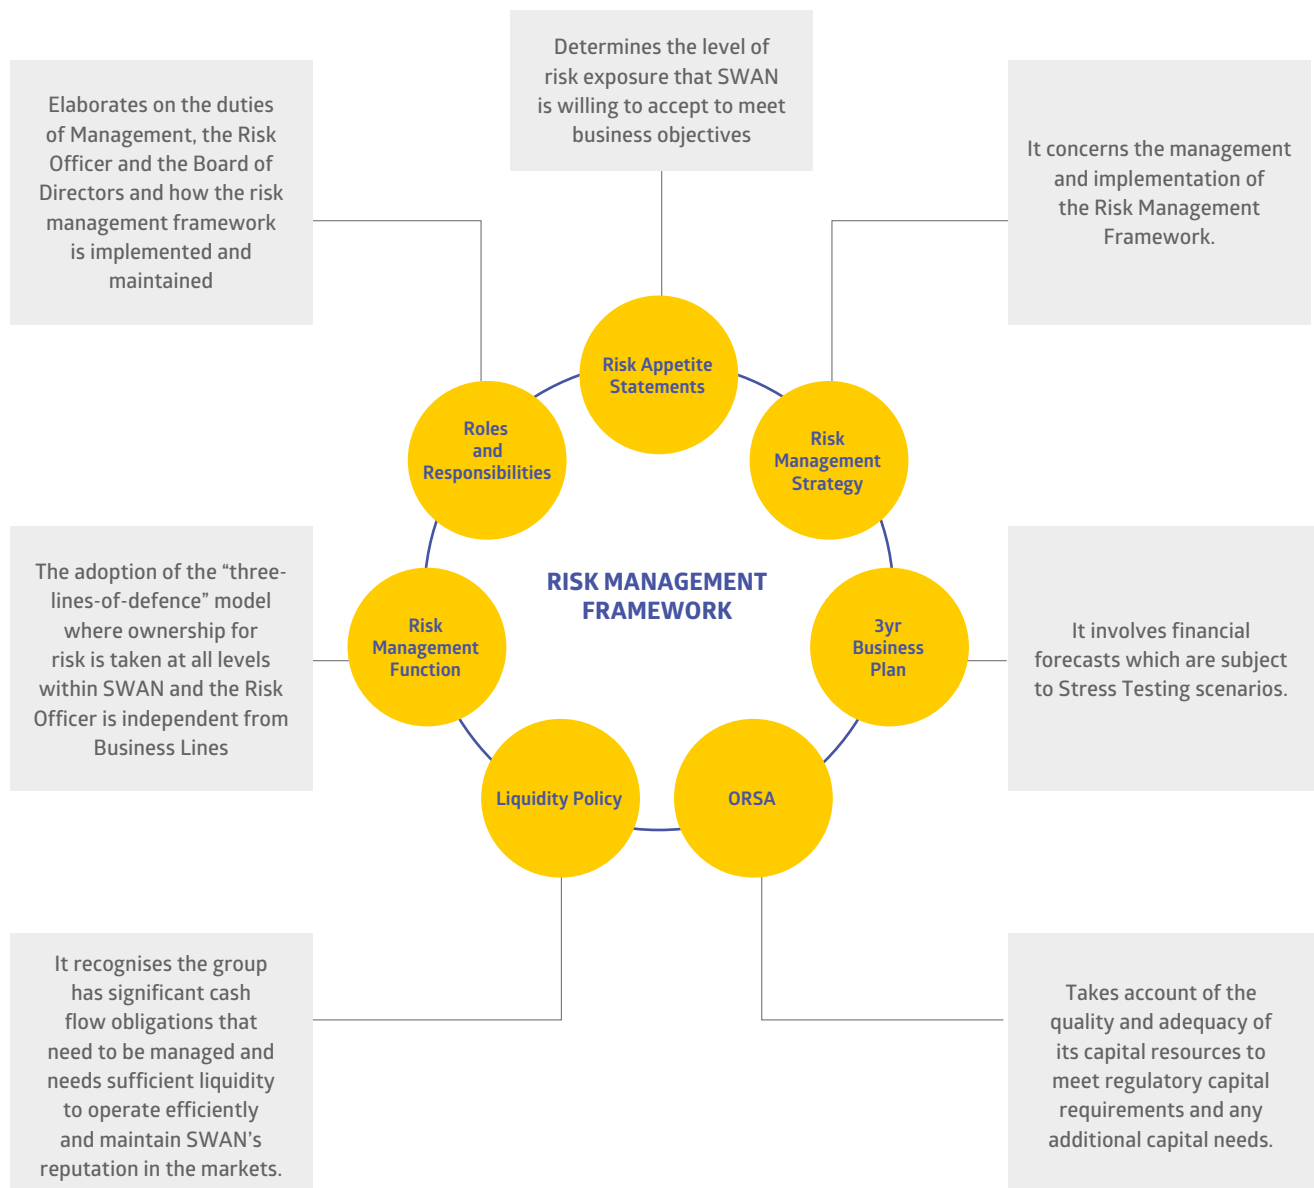 Determines the level of
risk exposure that SWAN
is willing to accept to meet
business objectives
Elaborates on the duties
of Management, the Risk
Officer and the Board of
Directors and how the risk
management framework
is implemented and
maintained
It concerns the management
and implementation of
the Risk Management
Framework.
Risk Appetite
Statements
Roles
and
Responsibilities
Risk
Management
Strategy
The adoption of the “three-
lines-of-defence” model
where ownership for
risk is taken at all levels
within SWAN and the Risk
Officer is independent from
Business Lines
RISK MANAGEMENT
FRAMEWORK
Risk
Management
Function
3yr
Business
Plan
It involves financial
forecasts which are subject
to Stress Testing scenarios.
Liquidity Policy
ORSA
It recognises the group
has significant cash
flow obligations that
need to be managed and
needs sufficient liquidity
to operate efficiently
and maintain SWAN’s
reputation in the markets.
Takes account of the
quality and adequacy of
its capital resources to
meet regulatory capital
requirements and any
additional capital needs.